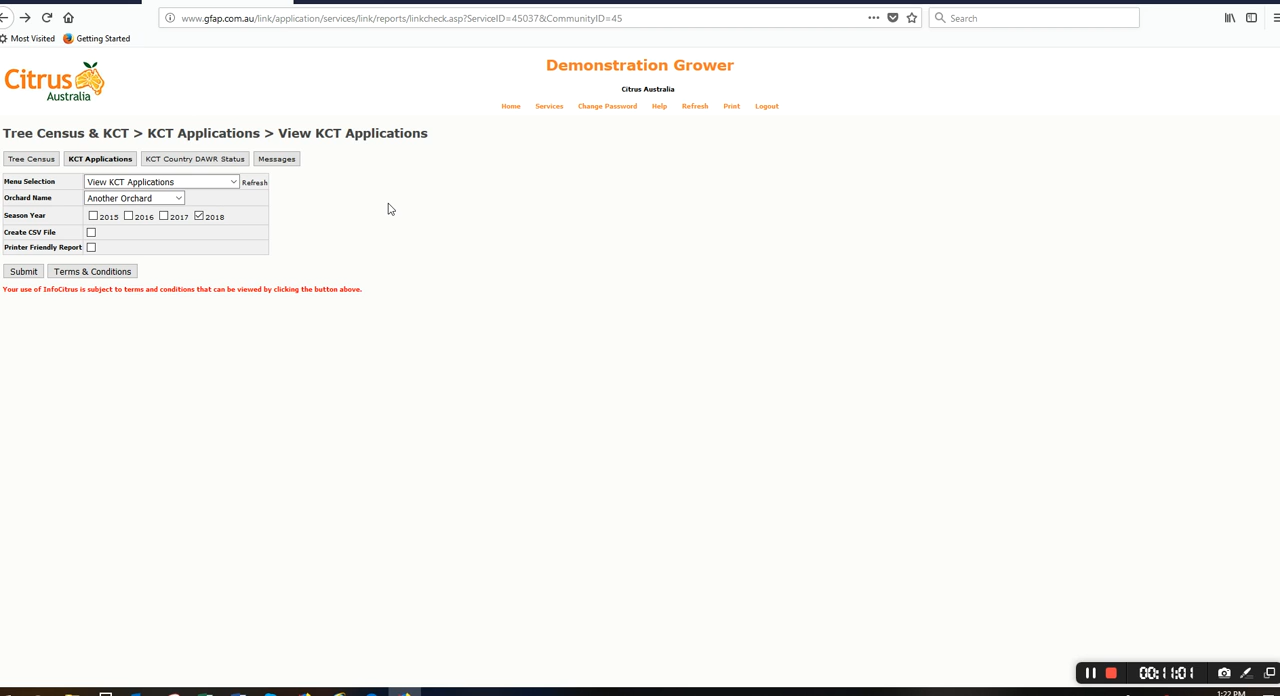 www.gfap.com.au/link/application/services/link/reports/linkcheck.asp?ServiceID=45037&CommunityID=45
Search
Most Visited
Getting Started
Citrus
Australia
Demonstration Grower
Citrus Australia
Home Services Change Password Help Refresh Print Logout
Tree Census & KCT > KCT Applications > View KCT Applications
Tree Census KCT Applications KCT Country DAWR Status Messages
Menu Selection View KCT Applications Refresh
Orchard Name Another Orchard
Season Year 2015 2016 2017 2018
Create CSV File
Printer Friendly Report
Submit Terms & Conditions
Your use of InfoCitrus is subject to terms and conditions that can be viewed by clicking the button above.
00:11:01
1:22 PM